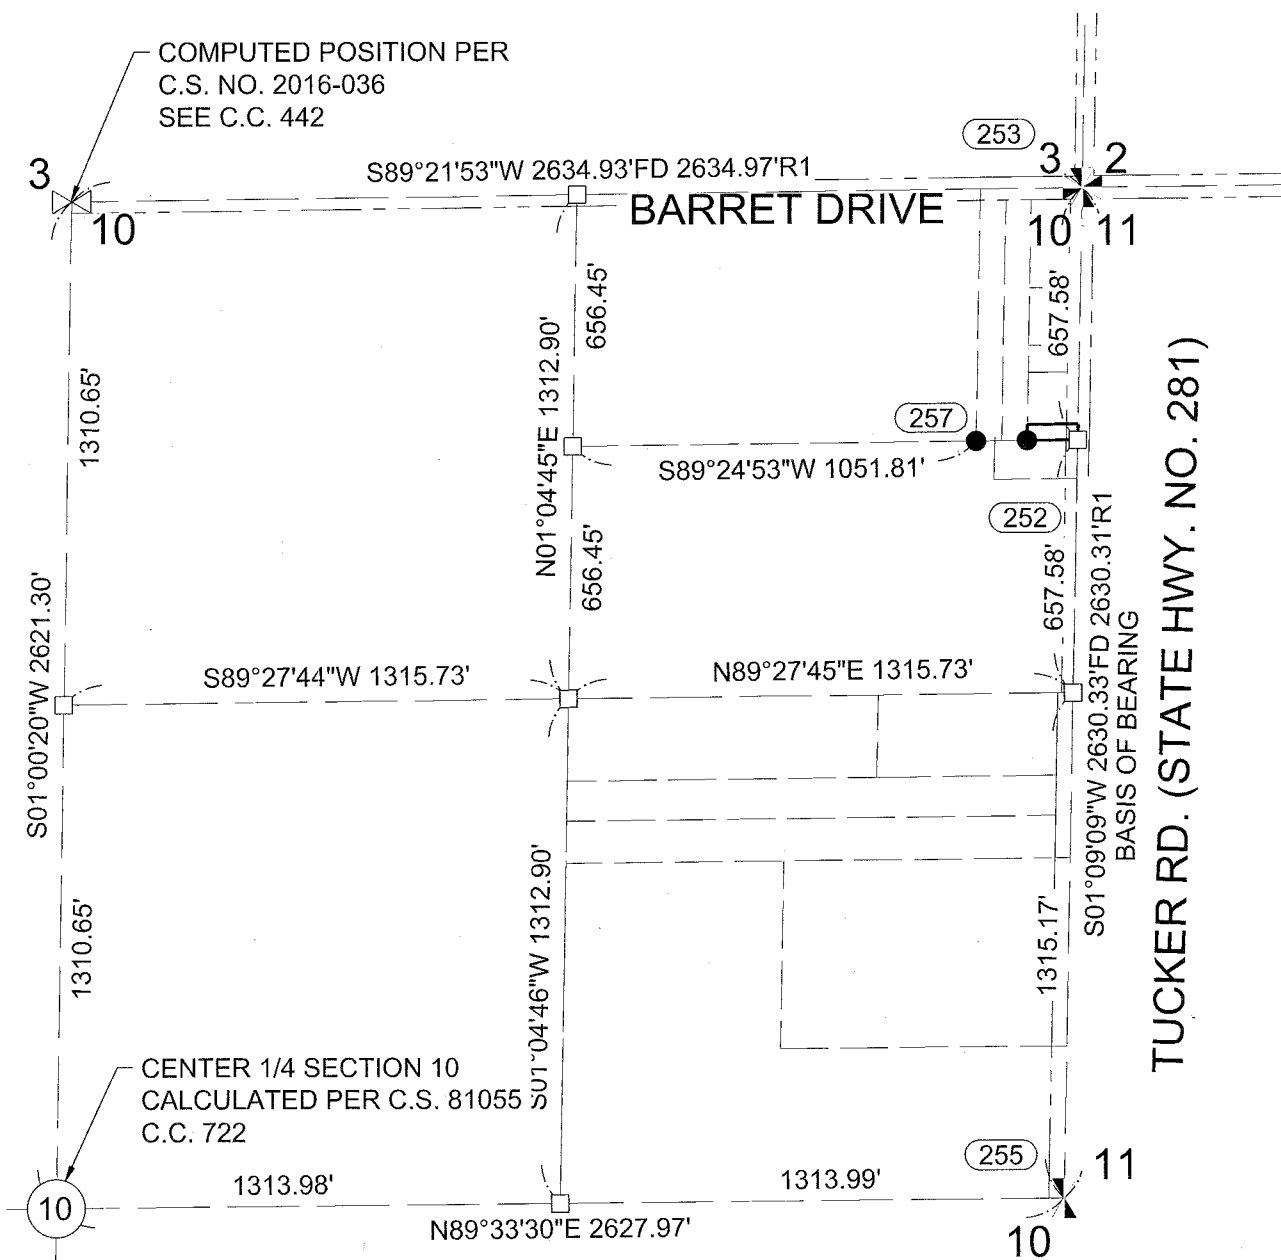 COMPUTED POSITION PER
C.S. NO. 2016-036
SEE C.C. 442
253
3
3
2
S89°21'53"W 2634.93'FD 2634.97'R1
BARRET DRIVE
10
10
11
656.45'
657.58'
N01°04'45"E 1312.90'
1310.65'
257
S89°24'53"W 1051.81'
252
656.45'
657.58'
S01°00'20"W 2621.30'
S89°27'44"W 1315.73'
N89°27'45"E 1315.73'
S01°09'09"W 2630.33'FD 2630.31'R1
BASIS OF BEARING
TUCKER RD. (STATE HWY. NO. 281)
1310.65'
S01°04'46"W 1312.90'
1315.17'
CENTER 1/4 SECTION 10
CALCULATED PER C.S. 81055
C.C. 722
255
11
10
1313.98'
1313.99'
N89°33'30"E 2627.97'
10